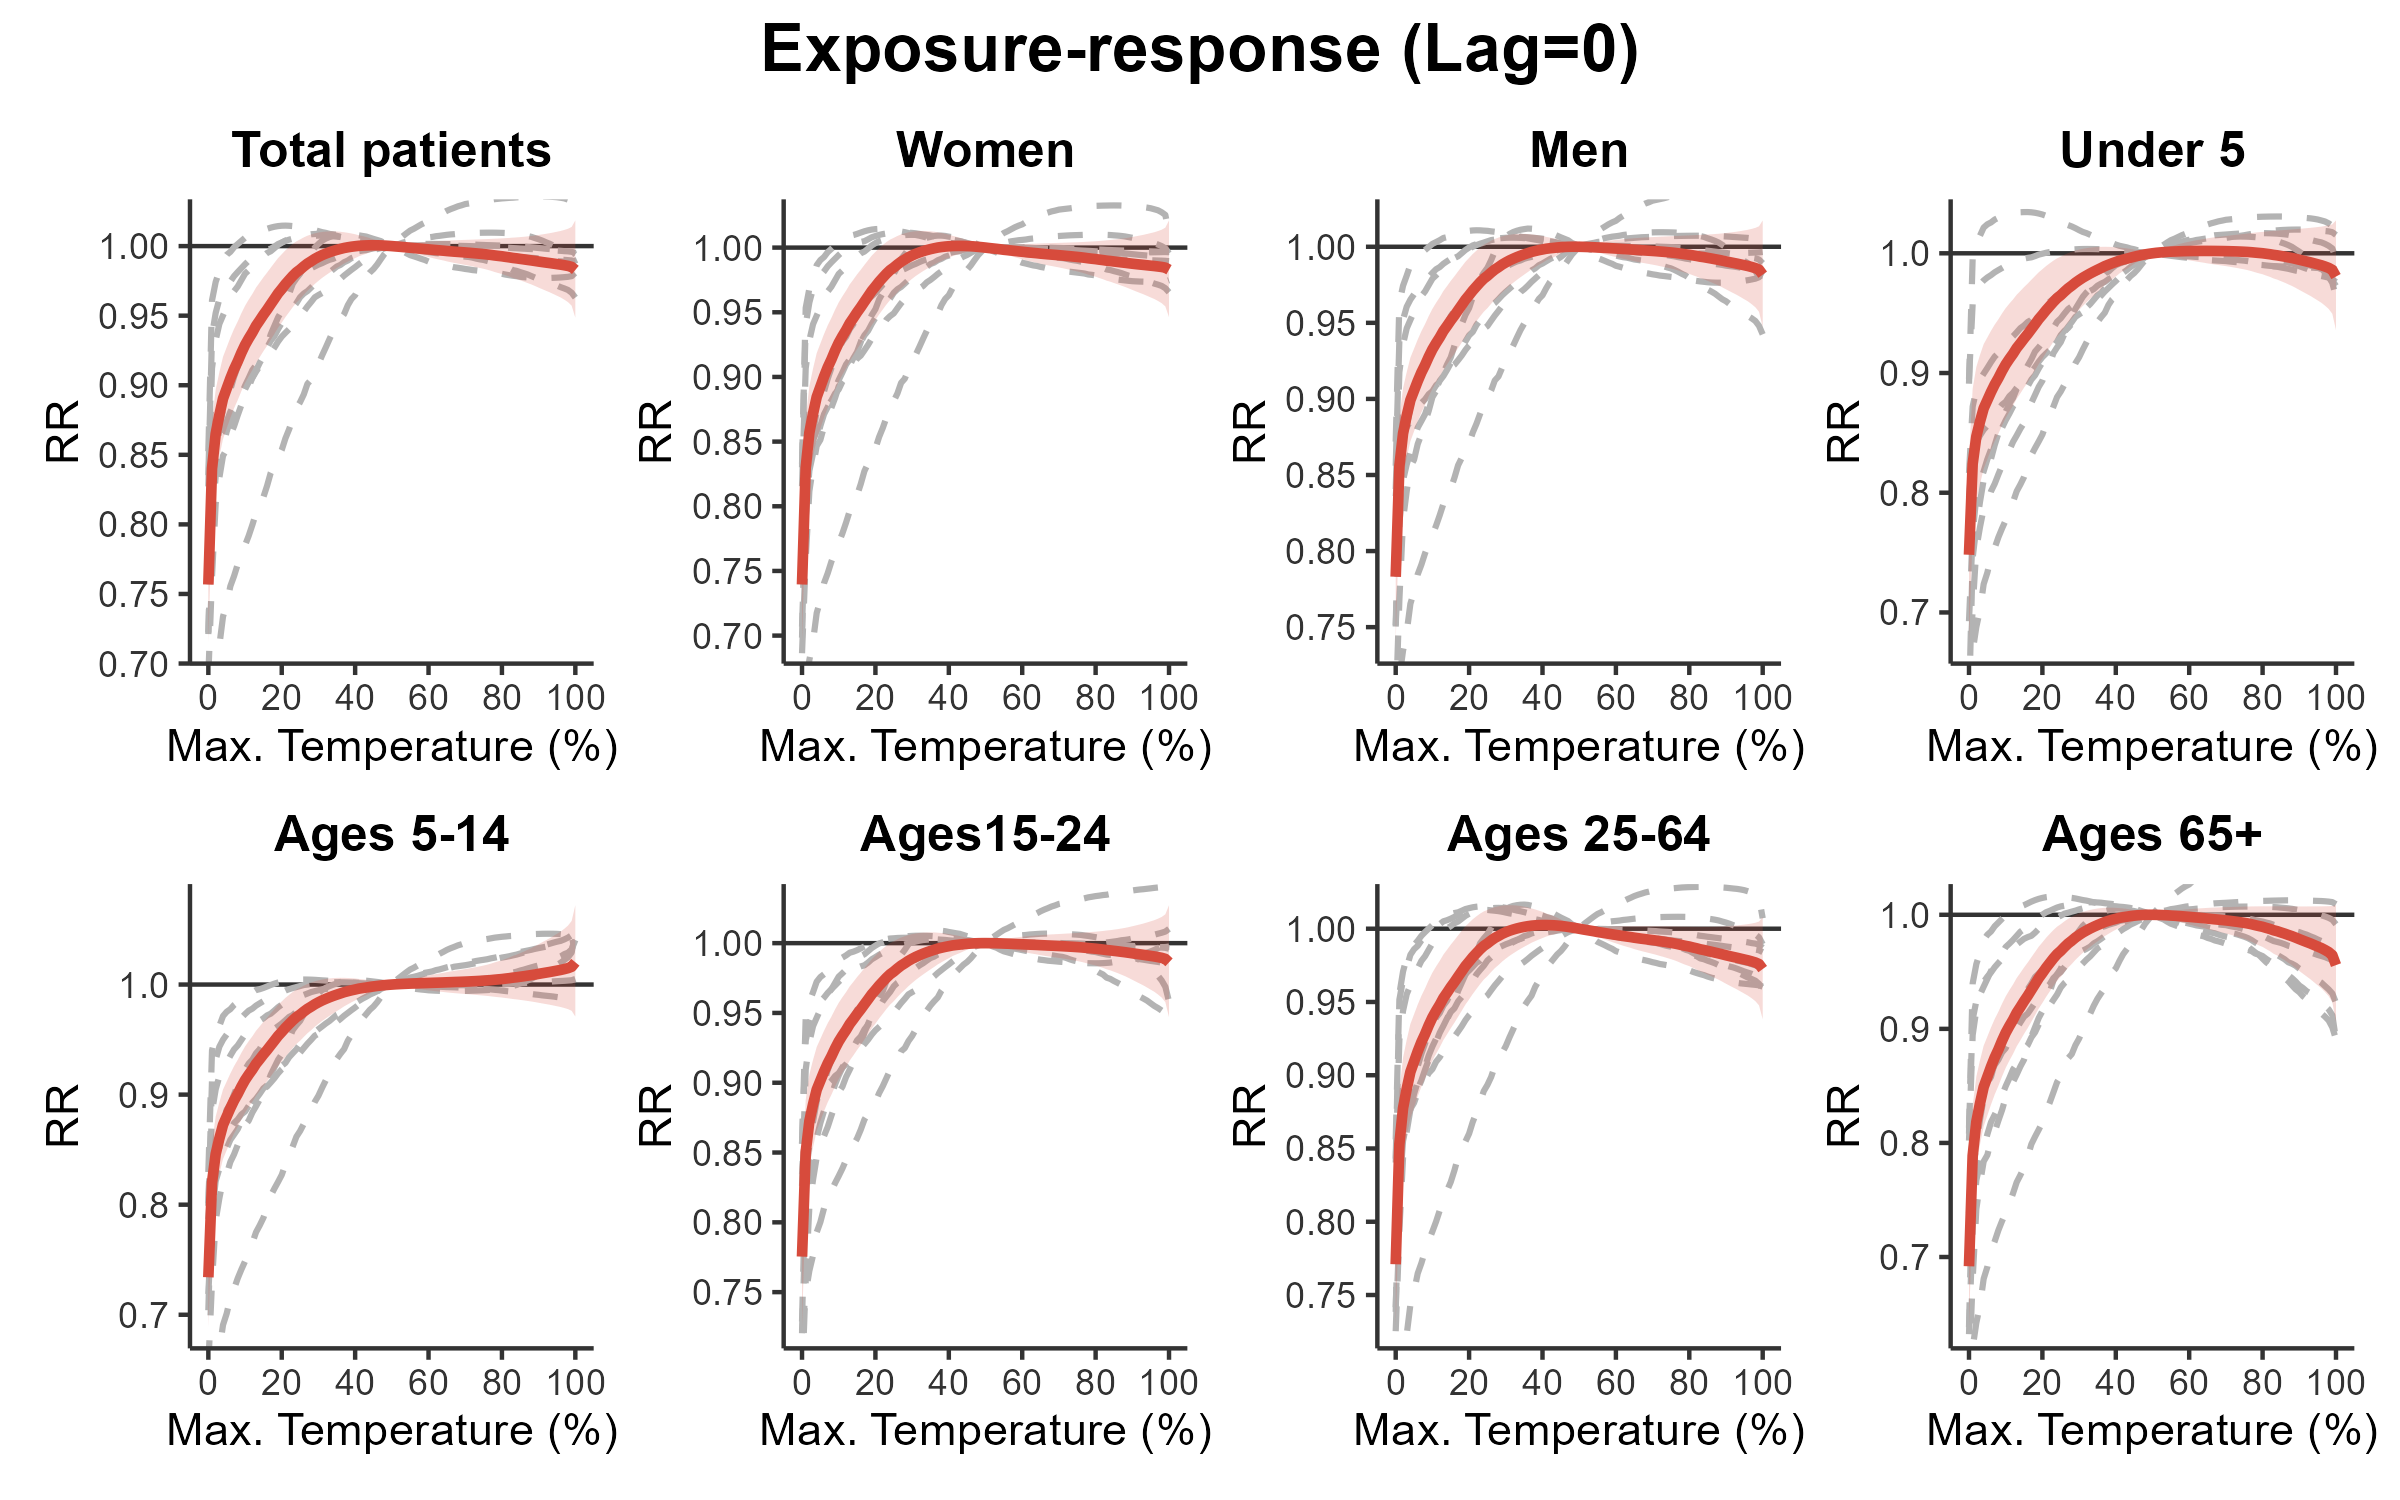 Exposure-response (Lag=0)
Total patients
Women
Men
Under 5
RR
1.00
0.95
0.90
0.85
0.80
0.75
0.70
0 20 40 60 80 100
Max. Temperature (%)
RR
1.00
0.95
0.90
0.85
0.80
0.75
0.70
0 20 40 60 80 100
Max. Temperature (%)
RR
1.00
0.95
0.90
0.85
0.80
0.75
0 20 40 60 80 100
Max. Temperature (%)
RR
1.0
0.9
0.8
0.7
0 20 40 60 80 100
Max. Temperature (%)
Ages 5-14
Ages15-24
Ages 25-64
Ages 65+
RR
1.0
0.9
0.8
0.7
0 20 40 60 80 100
Max. Temperature (%)
RR
1.00
0.95
0.90
0.85
0.80
0.75
0 20 40 60 80 100
Max. Temperature (%)
RR
1.00
0.95
0.90
0.85
0.80
0.75
0 20 40 60 80 100
Max. Temperature (%)
RR
1.0
0.9
0.8
0.7
0 20 40 60 80 100
Max. Temperature (%)